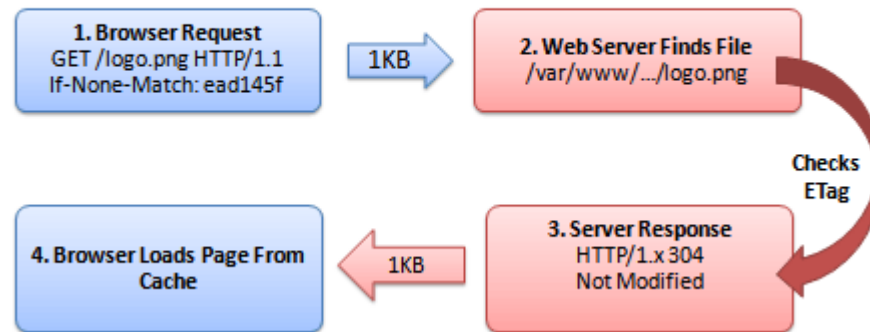 1. Browser Request
GET /logo.png HTTP/1.1
If-None-Match: ead145f
1KB
2. Web Server Finds File
/var/www/.../logo.png
Checks
ETag
3. Server Response
HTTP/1.x 304
Not Modified
1KB
4. Browser Loads Page From
Cache